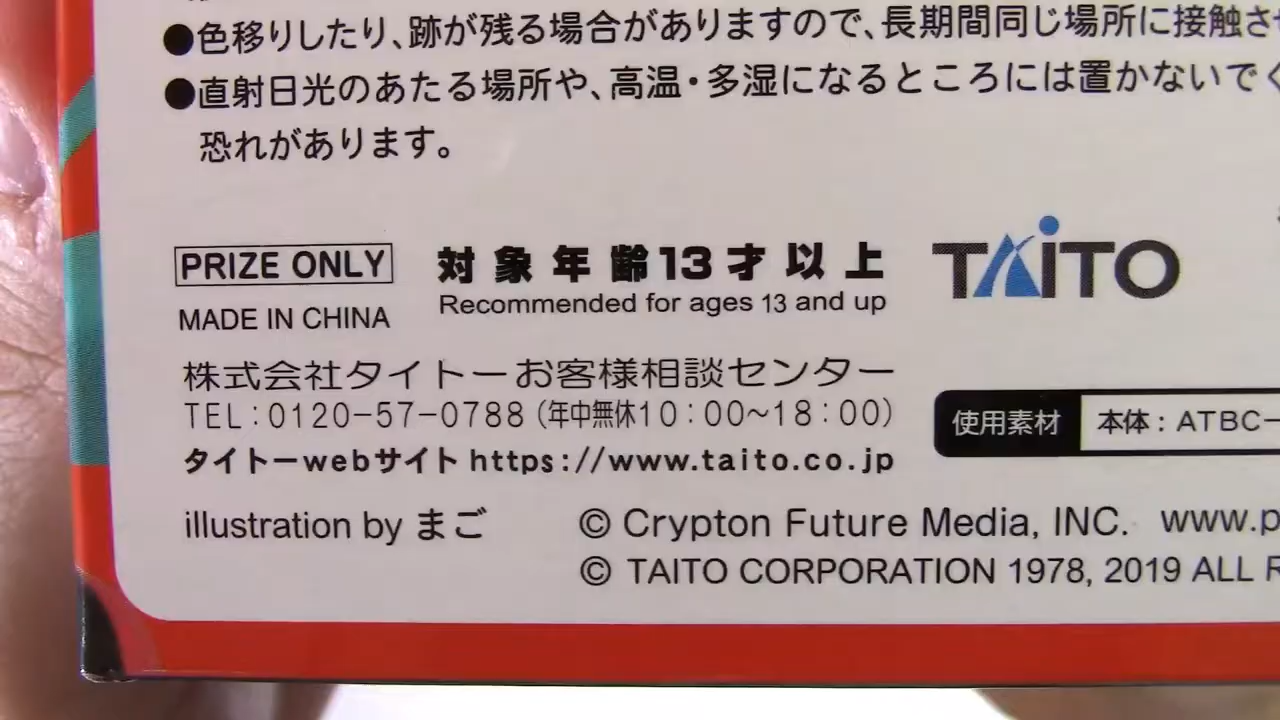 ●色移りしたり、跡が残る場合がありますので、長期間同じ場所に接触さ
●直射日光のあたる場所や、高温・多湿になるところには置かないでく
恐れがあります。
PRIZE ONLY
対象年齢13才以上
TAITO
Recommended for ages 13 and up
MADE IN CHINA
株式会社タイトーお客様相談センター
TEL:0120-57-0788（年中無休10:00〜18:00）
使用素材 本体：ATBC-
タイトーwebサイト https://www.taito.co.jp
illustration by まご
© Crypton Future Media, INC. www.p
© TAITO CORPORATION 1978, 2019 ALL R